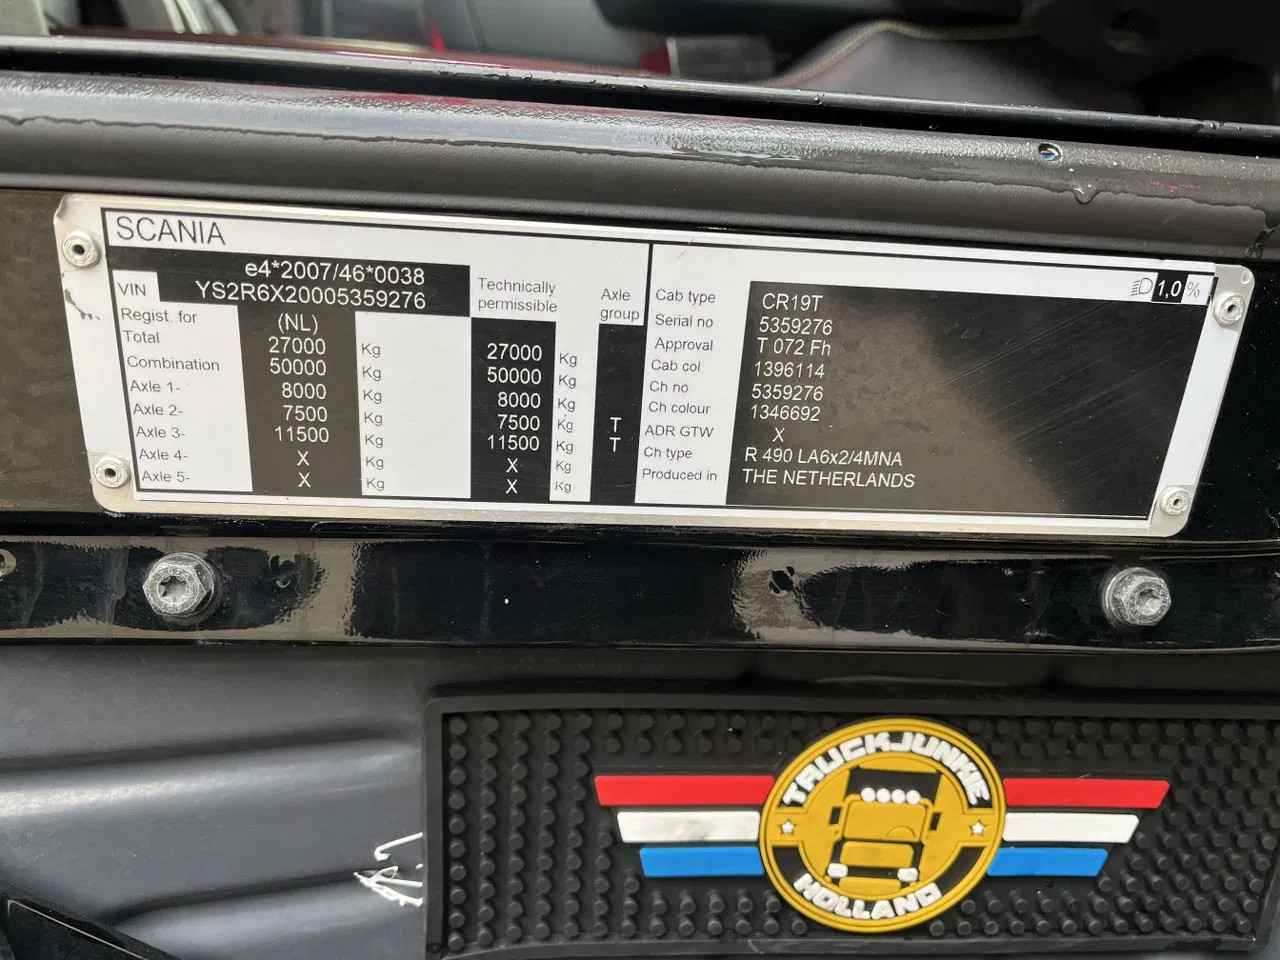 SCANIA
e4*2007/46*0038
VIN YS2R6X20005359276
Technically permissible
Axle group
Regist. for (NL)
Total 27000 Kg 27000 Kg
Combination 50000 Kg 50000 Kg
Axle 1- 8000 Kg 8000 Kg
Axle 2- 7500 Kg 7500 Kg T
Axle 3- 11500 Kg 11500 Kg T
Axle 4- X Kg X Kg
Axle 5- X Kg X Kg
1,0 %
Cab type CR19T
Serial no 5359276
Approval T 072 Fh
Cab col 1396114
Ch no 5359276
Ch colour 1346692
ADR GTW X
Ch type R 490 LA6x2/4MNA
Produced in THE NETHERLANDS
TRUCKJUNKIE
HOLLAND